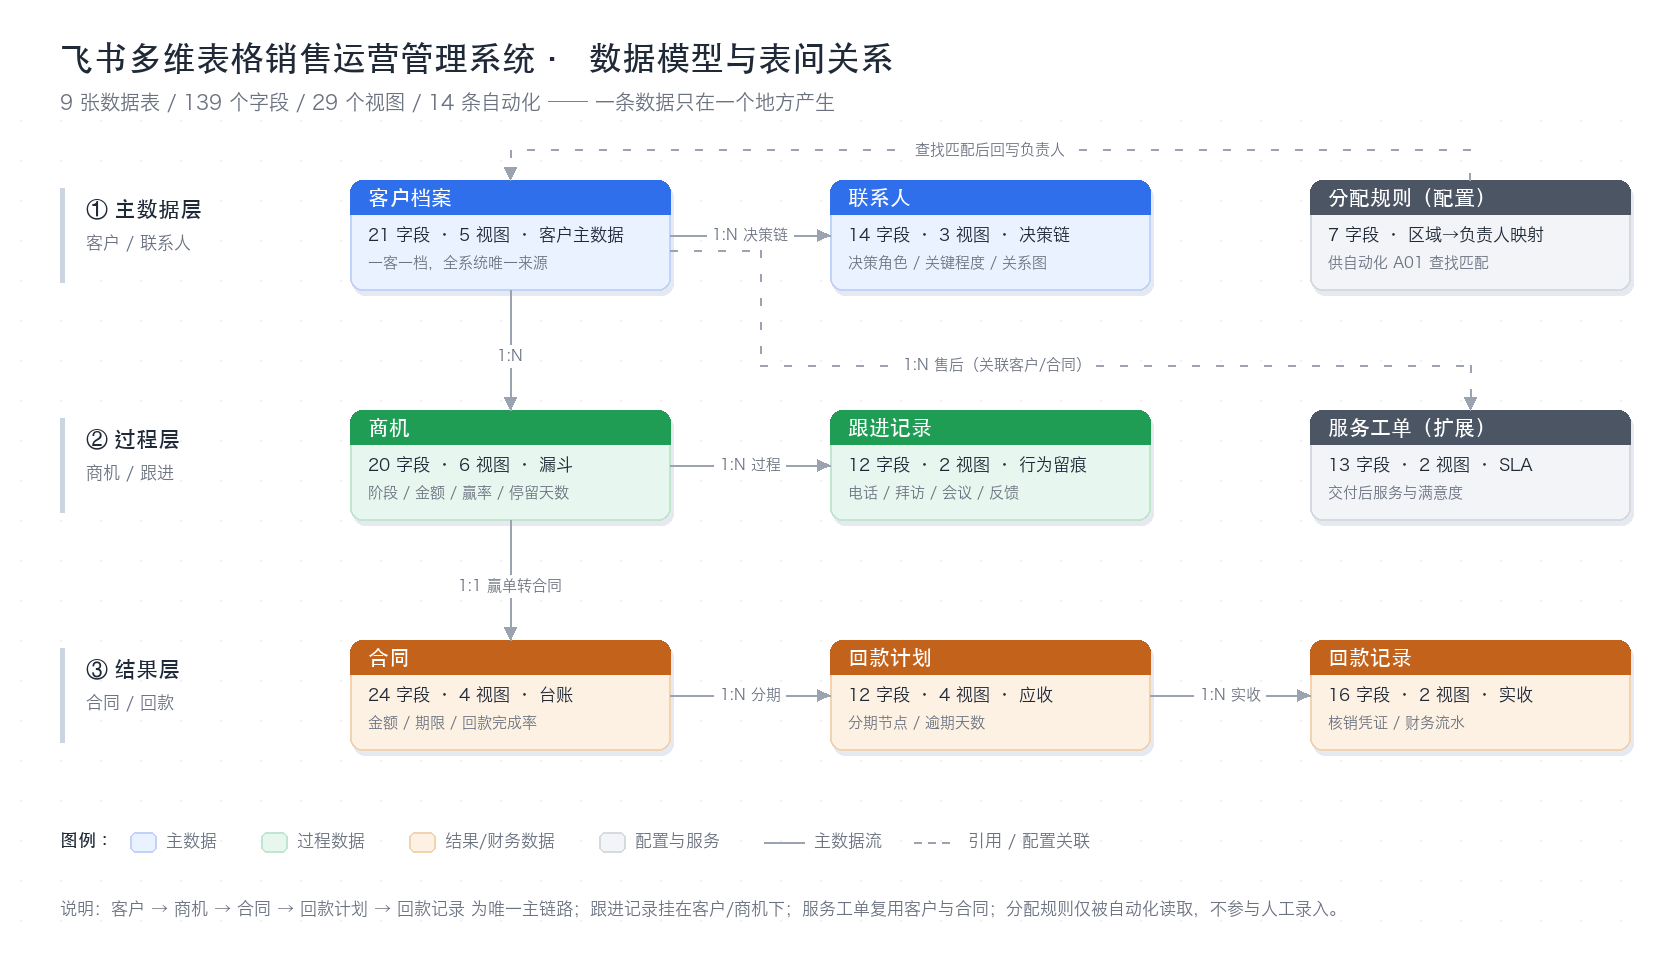 飞书多维表格销售运营管理系统 · 数据模型与表间关系
9 张数据表 / 139 个字段 / 29 个视图 / 14 条自动化 —— 一条数据只在一个地方产生
查找匹配后回写负责人
① 主数据层
客户 / 联系人
客户档案
21 字段 · 5 视图 · 客户主数据
一客一档，全系统唯一来源
1:N 决策链
联系人
14 字段 · 3 视图 · 决策链
决策角色 / 关键程度 / 关系图
分配规则（配置）
7 字段 · 区域→负责人映射
供自动化 A01 查找匹配
1:N
1:N 售后（关联客户/合同）
② 过程层
商机 / 跟进
商机
20 字段 · 6 视图 · 漏斗
阶段 / 金额 / 赢率 / 停留天数
1:N 过程
跟进记录
12 字段 · 2 视图 · 行为留痕
电话 / 拜访 / 会议 / 反馈
服务工单（扩展）
13 字段 · 2 视图 · SLA
交付后服务与满意度
1:1 赢单转合同
③ 结果层
合同 / 回款
合同
24 字段 · 4 视图 · 台账
金额 / 期限 / 回款完成率
1:N 分期
回款计划
12 字段 · 4 视图 · 应收
分期节点 / 逾期天数
1:N 实收
回款记录
16 字段 · 2 视图 · 实收
核销凭证 / 财务流水
图例： 主数据 过程数据 结果/财务数据 配置与服务 主数据流 引用 / 配置关联
说明：客户 → 商机 → 合同 → 回款计划 → 回款记录 为唯一主链路；跟进记录挂在客户/商机下；服务工单复用客户与合同；分配规则仅被自动化读取，不参与人工录入。